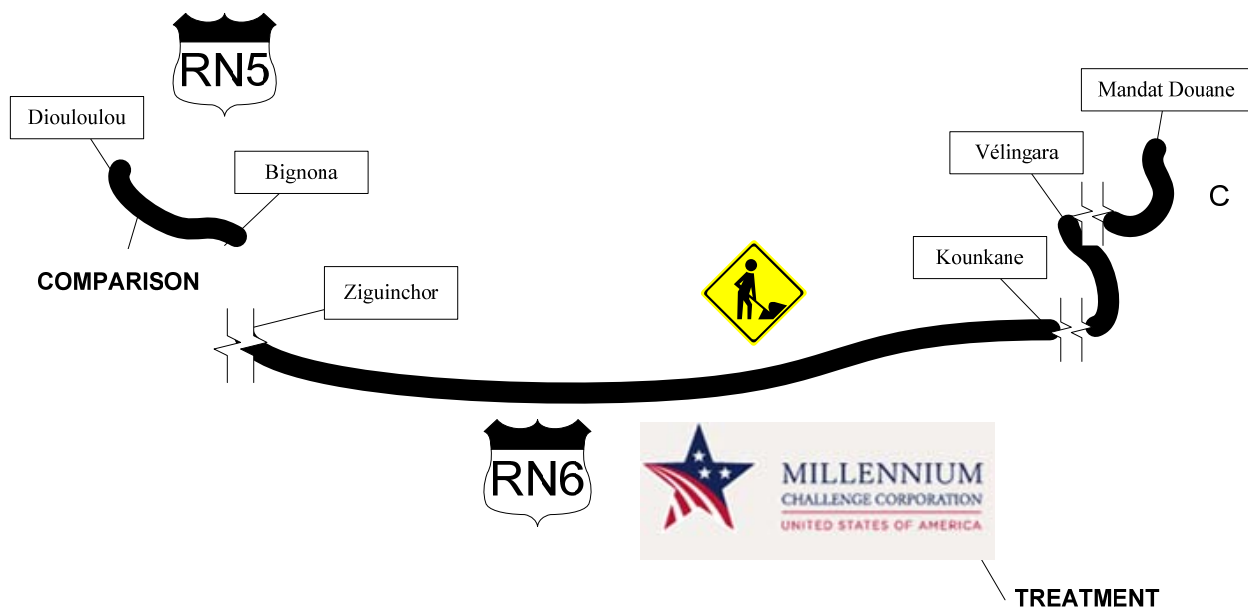 RN5
Mandat Douane
Diouloulou
Vélingara
Bignona
C
Kounkane
COMPARISON
Ziguinchor
RN6
MILLENNIUM
CHALLENGE CORPORATION
UNITED STATES OF AMERICA
TREATMENT